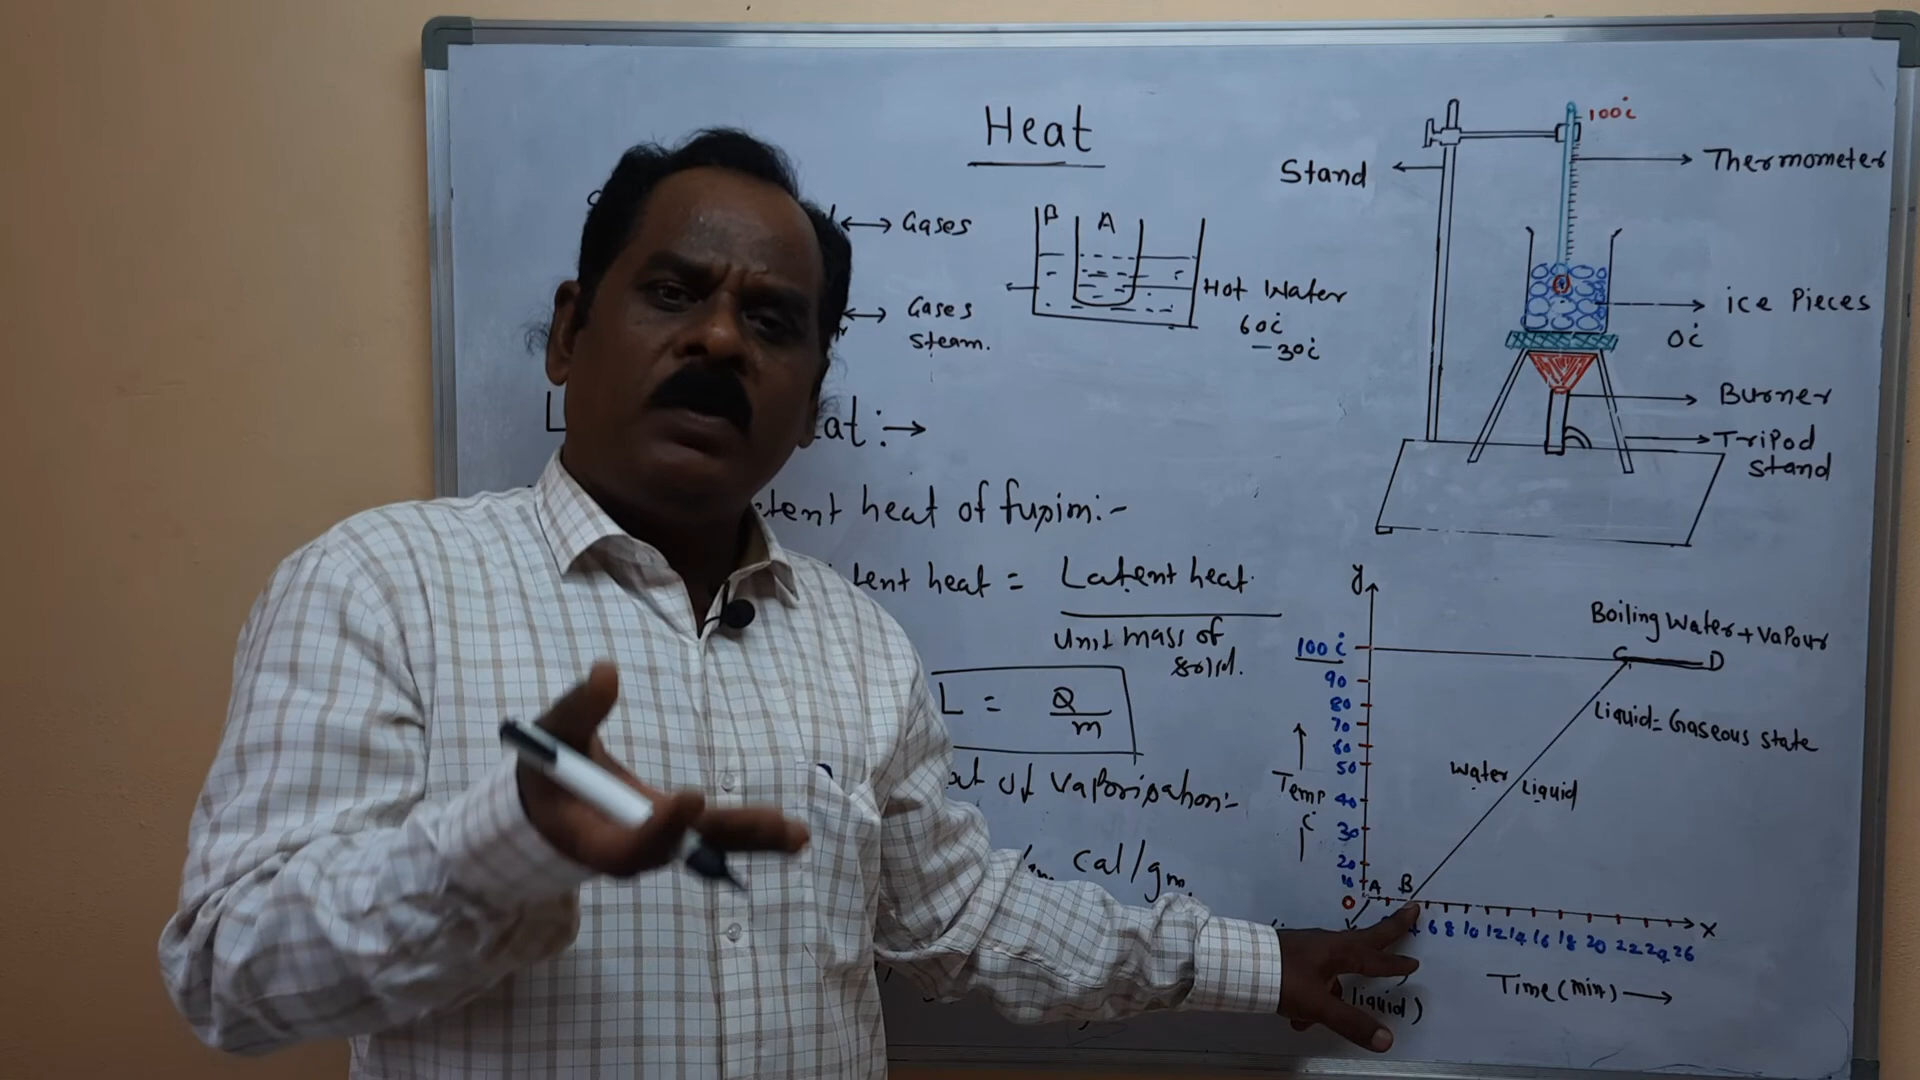 Heat
Gases
Gases
steam.
B
A
Hot Water
60°c
-30°c
at :→
heat of fusion:-
heat = Latent heat.
Unit mass of
solid.
L = Q
m
of Vaporisation:-
Cal/gm.
100°c
Thermometer
Stand
ice Pieces
0°c
Burner
Tripod
stand
y
Boiling Water + Vapour
100°c
C
D
90
80
70
60
50
40
30
20
10
0
Liquid = Gaseous state
Water
Liquid
Temp
°c
A
B
6 8 10 12 14 16 18 20 22 24 26
X
Time (min) →
liquid)